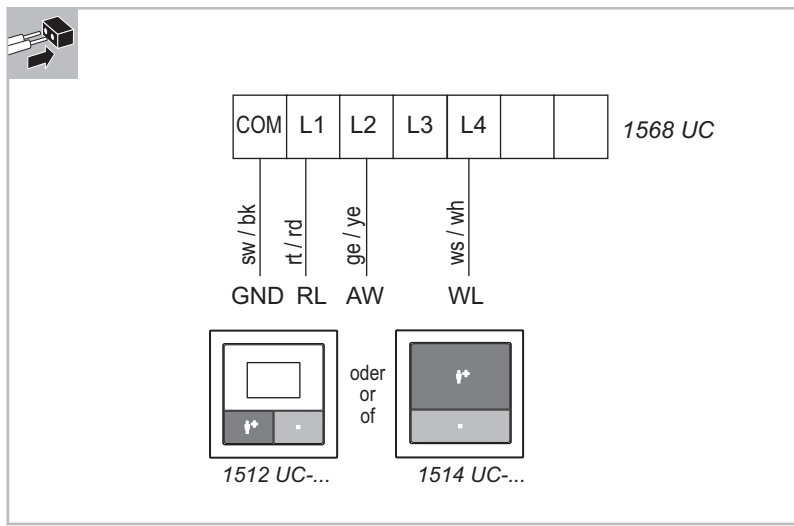 COM L1 L2 L3 L4
1568 UC
sw / bk
rt / rd
ge / ye
ws / wh
GND RL AW WL
oder
or
of
1512 UC-...
1514 UC-...